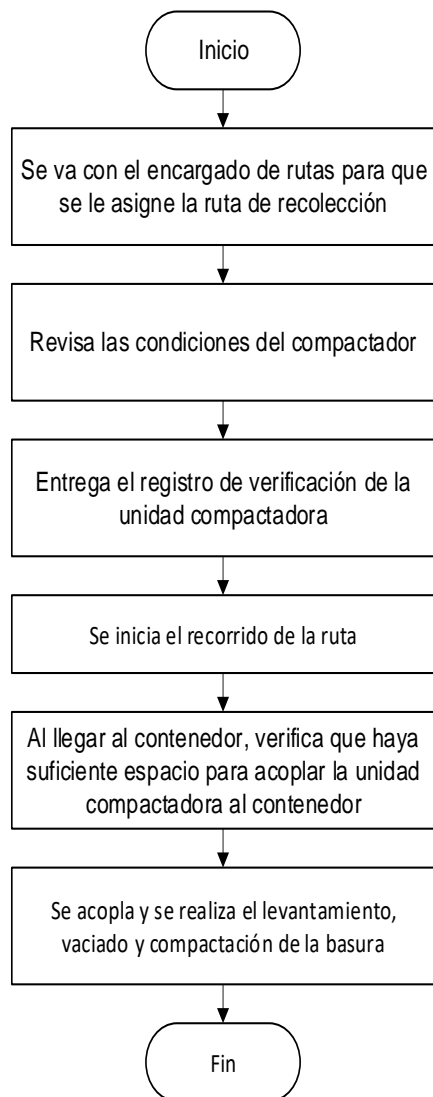 Inicio
Se va con el encargado de rutas para que
se le asigne la ruta de recolección
Revisa las condiciones del compactador
Entrega el registro de verificación de la
unidad compactadora
Se inicia el recorrido de la ruta
Al llegar al contenedor, verifica que haya
suficiente espacio para acoplar la unidad
compactadora al contenedor
Se acopla y se realiza el levantamiento,
vaciado y compactación de la basura
Fin